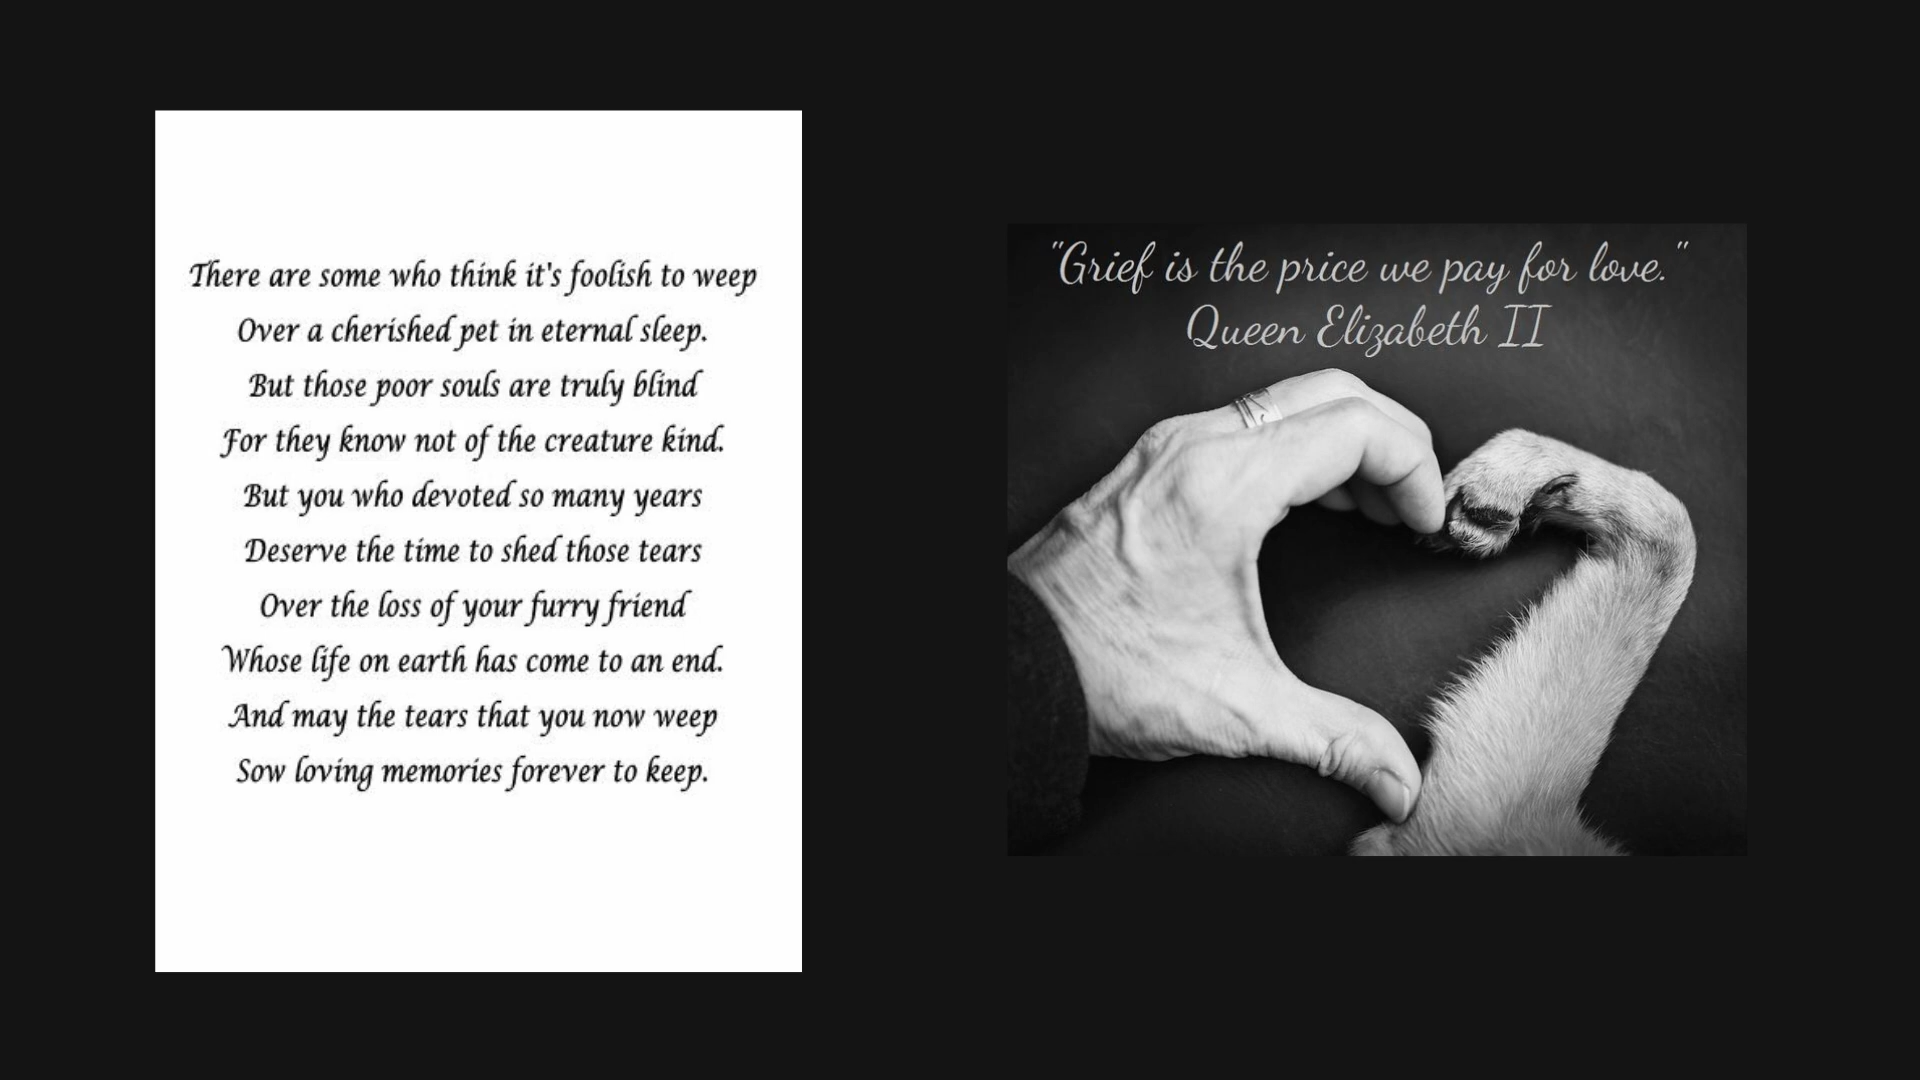 There are some who think it's foolish to weep
Over a cherished pet in eternal sleep.
But those poor souls are truly blind
For they know not of the creature kind.
But you who devoted so many years
Deserve the time to shed those tears
Over the loss of your furry friend
Whose life on earth has come to an end.
And may the tears that you now weep
Sow loving memories forever to keep.
"Grief is the price we pay for love."
Queen Elizabeth II